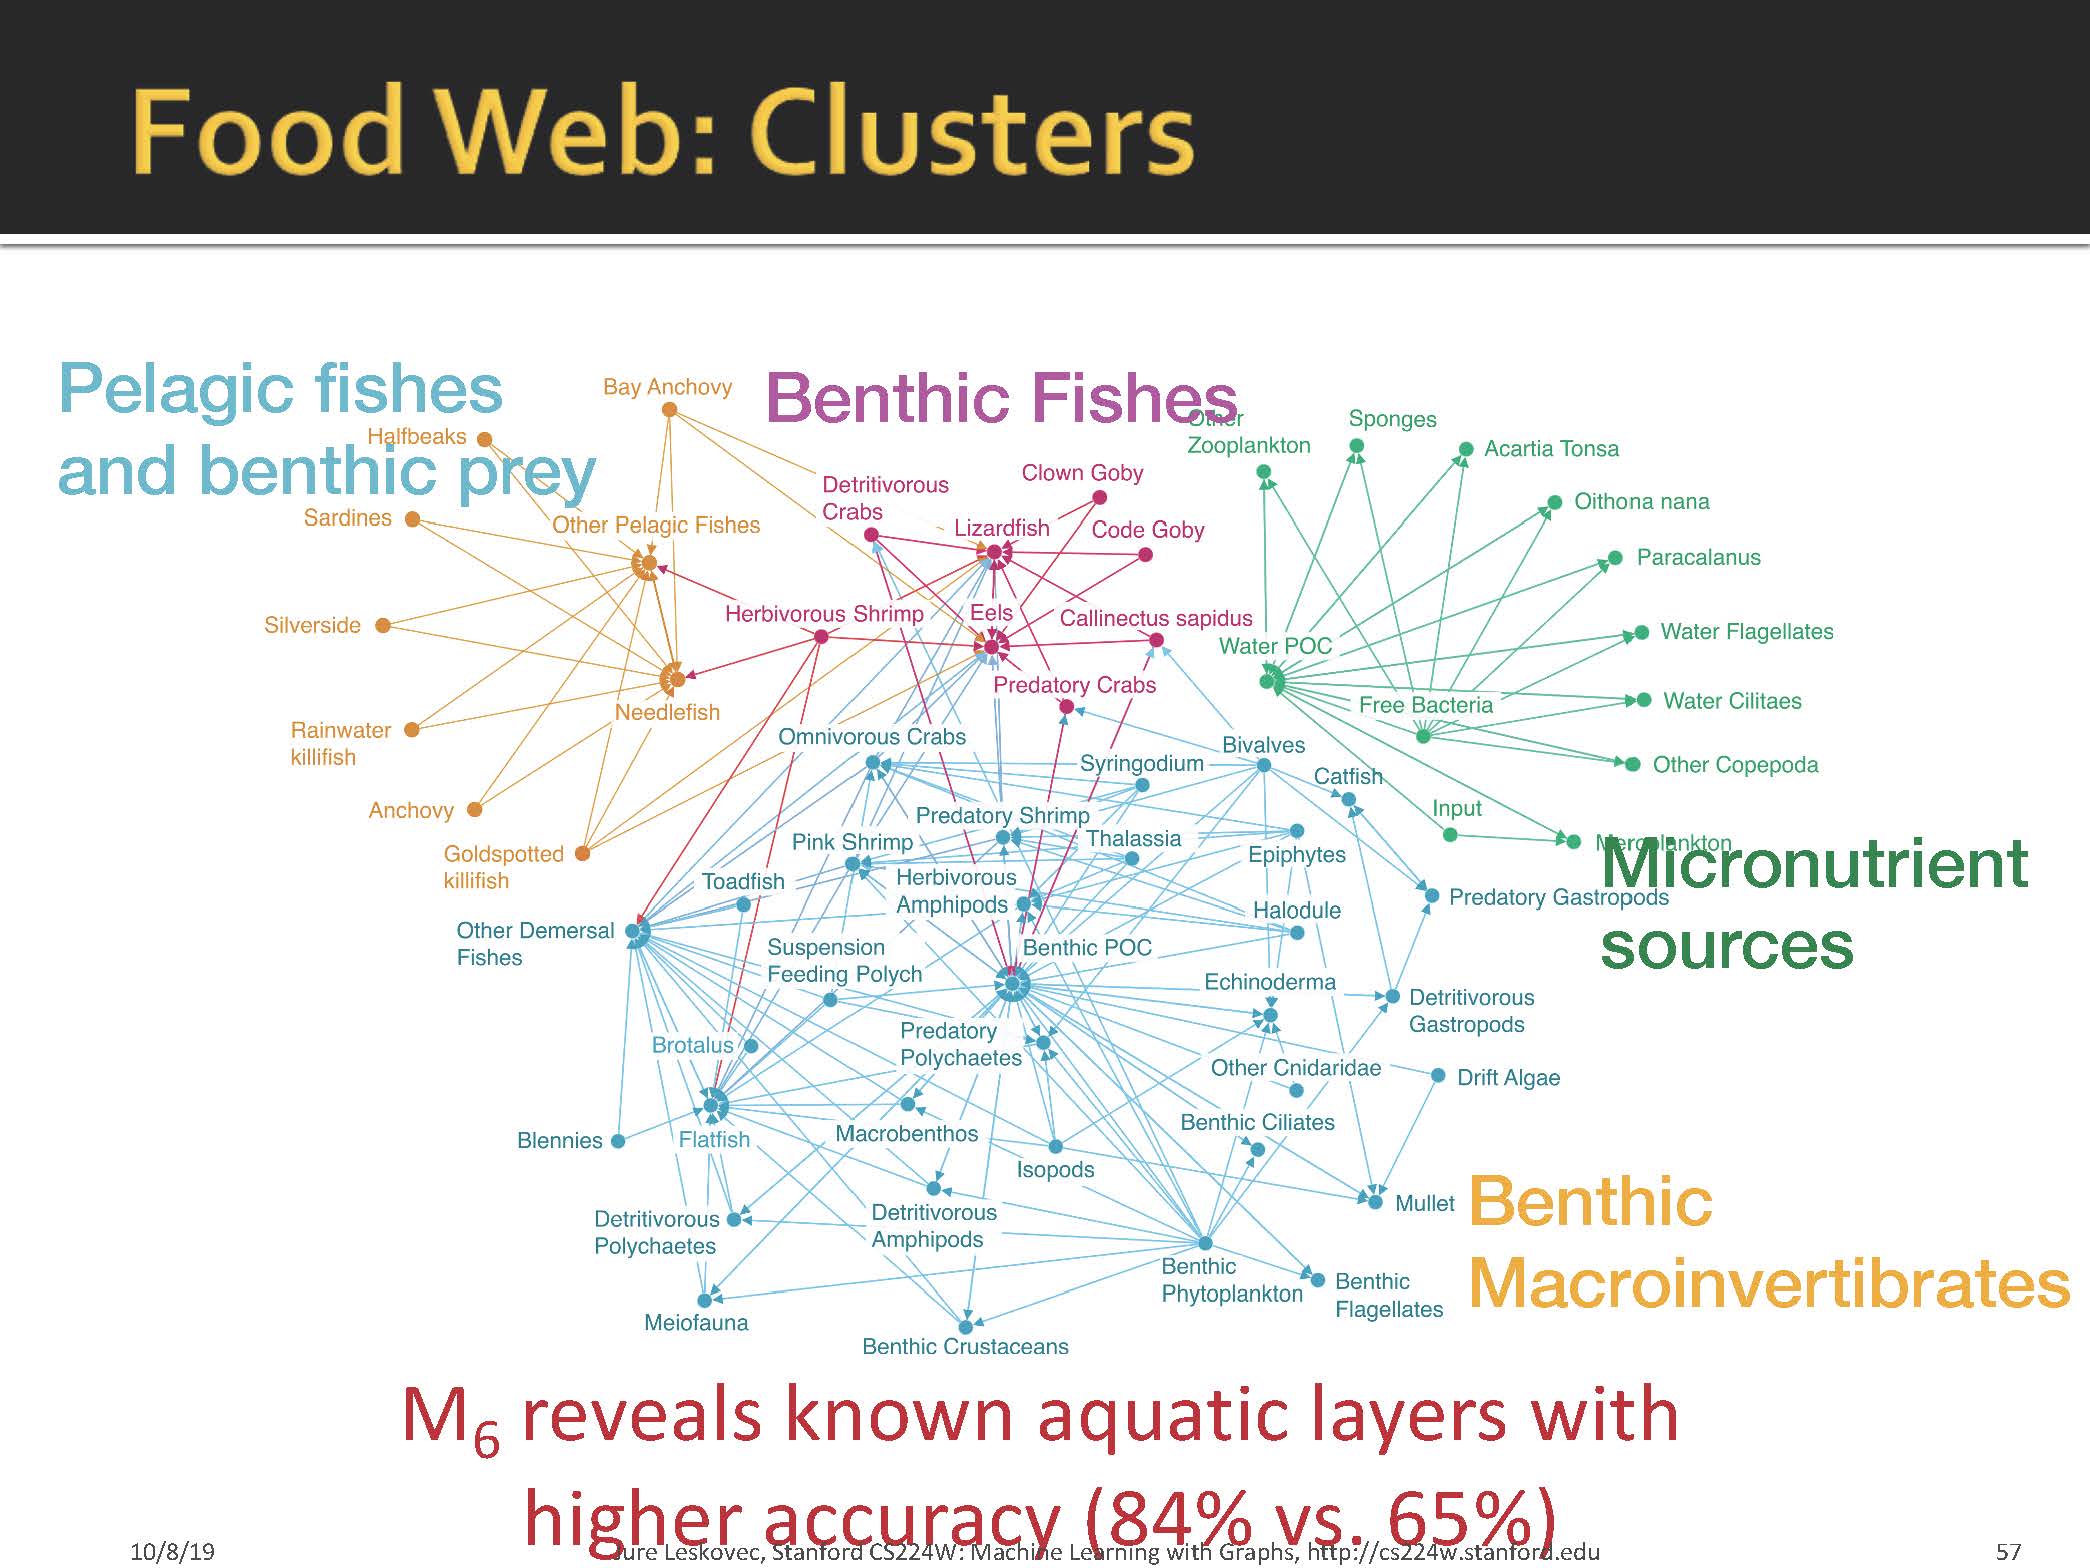 Food Web: Clusters
Pelagic fishes
and benthic prey
Benthic Fishes
Bay Anchovy
Halfbeaks
Sardines
Other Pelagic Fishes
Silverside
Needlefish
Rainwater
killifish
Anchovy
Goldspotted
killifish
Detritivorous
Crabs
Clown Goby
Lizardfish
Code Goby
Herbivorous Shrimp
Eels
Callinectus sapidus
Predatory Crabs
Other
Zooplankton
Sponges
Acartia Tonsa
Oithona nana
Paracalanus
Water Flagellates
Water POC
Free Bacteria
Water Cilitaes
Other Copepoda
Input
Meroplankton
Micronutrient
sources
Omnivorous Crabs
Syringodium
Bivalves
Catfish
Predatory Shrimp
Pink Shrimp
Thalassia
Epiphytes
Toadfish
Herbivorous
Amphipods
Halodule
Predatory Gastropods
Other Demersal
Fishes
Suspension
Feeding Polych
Benthic POC
Echinoderma
Detritivorous
Gastropods
Brotalus
Predatory
Polychaetes
Other Cnidaridae
Drift Algae
Blennies
Flatfish
Macrobenthos
Benthic Ciliates
Isopods
Mullet
Detritivorous
Polychaetes
Detritivorous
Amphipods
Benthic
Phytoplankton
Benthic
Flagellates
Meiofauna
Benthic Crustaceans
Benthic
Macroinvertibrates
M6 reveals known aquatic layers with
higher accuracy (84% vs. 65%)
10/8/19
Jure Leskovec, Stanford CS224W: Machine Learning with Graphs, http://cs224w.stanford.edu
57